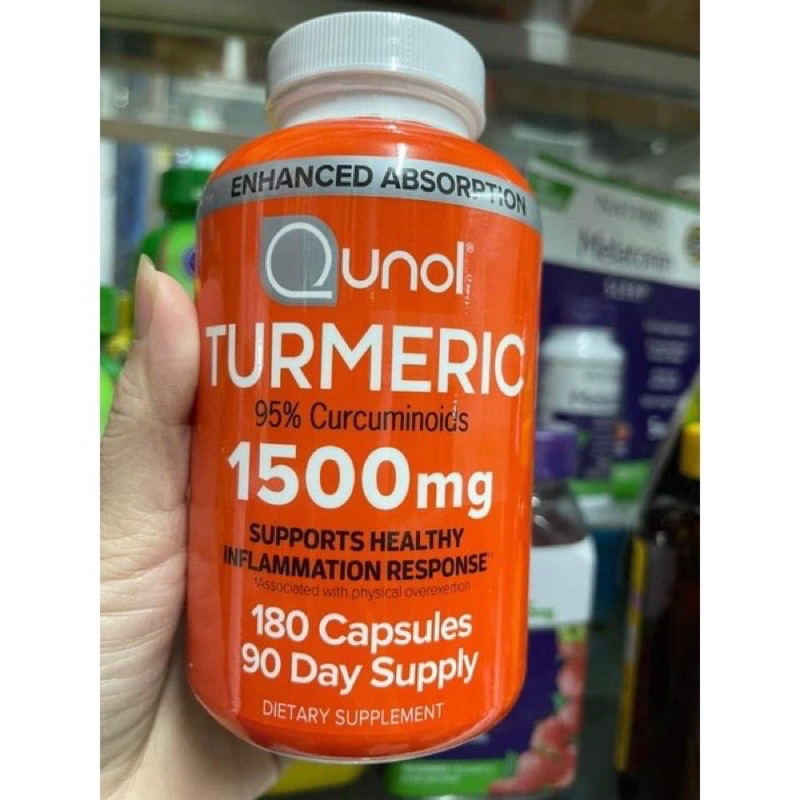 ENHANCED ABSORPTION
Qunol®
TURMERIC
95% Curcuminoids
1500mg
SUPPORTS HEALTHY
INFLAMMATION RESPONSE
†Associated with physical overexertion
180 Capsules
90 Day Supply
DIETARY SUPPLEMENT
Melatonin